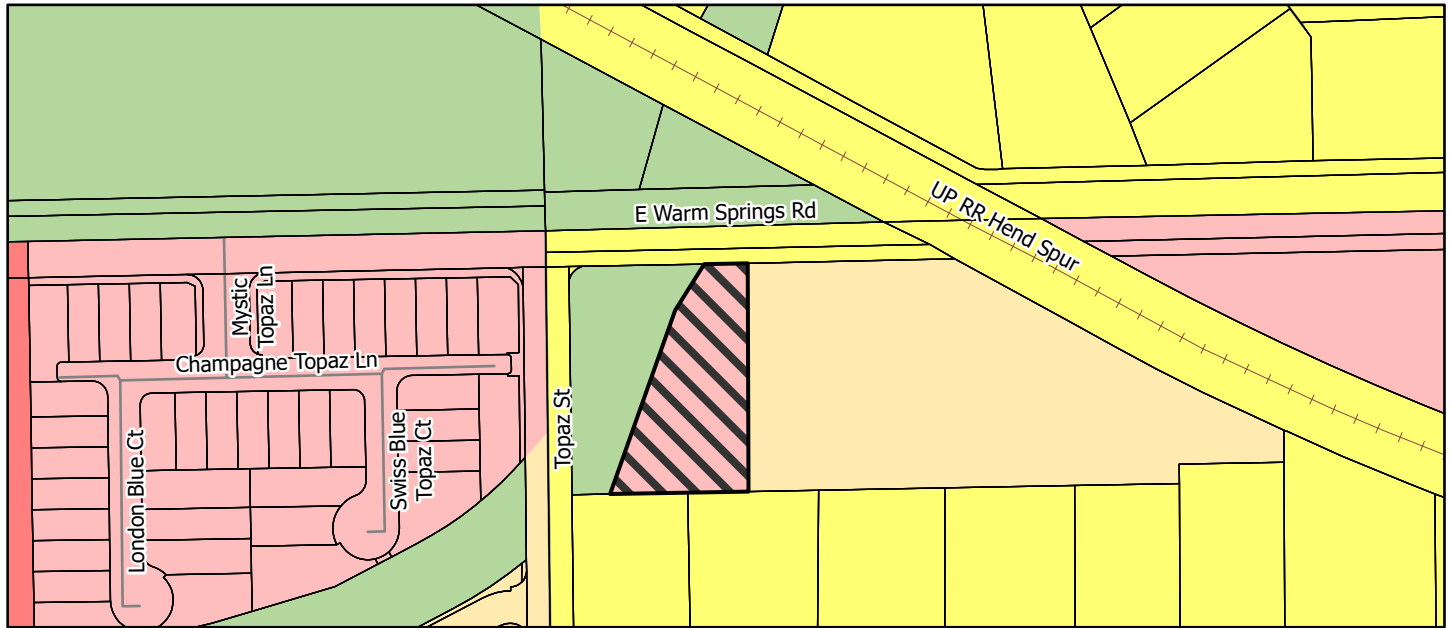 E Warm Springs Rd
UP RR-Hend Spur
Mystic
Topaz Ln
Champagne Topaz Ln
Topaz St
Swiss Blue
Topaz Ct
London Blue Ct